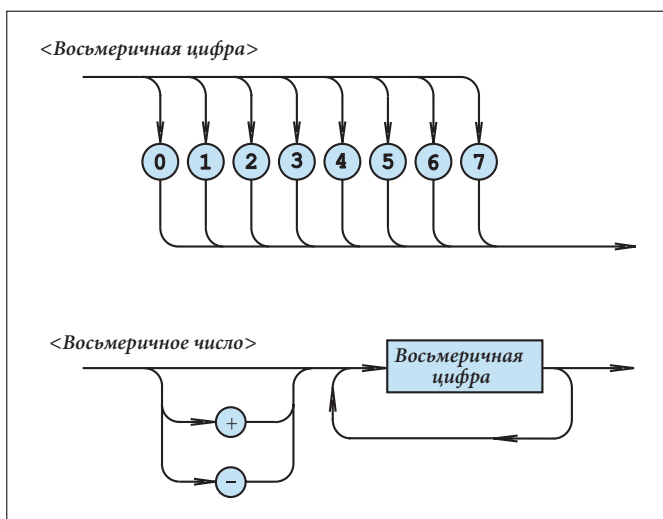 <Восьмеричная цифра>
0 1 2 3 4 5 6 7
<Восьмеричное число>
Восьмеричная
цифра
+
−